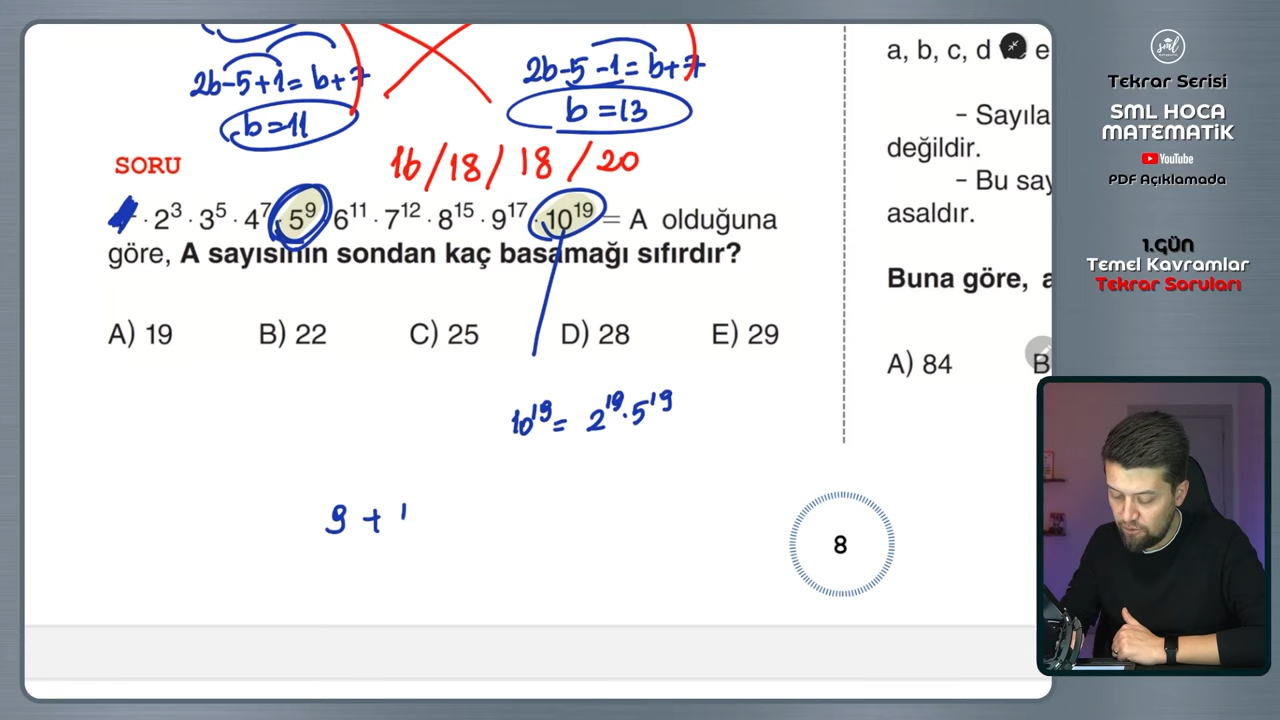 2b-5+1=b+7
b=11
2b-5-1=b+7
b=13
16/18/18/20
SORU
· 2³ · 3⁵ · 4⁷ · 5⁹ · 6¹¹ · 7¹² · 8¹⁵ · 9¹⁷ · 10¹⁹ = A olduğuna
göre, A sayısının sondan kaç basamağı sıfırdır?
A) 19 B) 22 C) 25 D) 28 E) 29
10¹⁹ = 2¹⁹ · 5¹⁹
9 + 1
8
a, b, c, d ve e
- Sayıla
değildir.
- Bu say
asaldır.
Buna göre, a
A) 84 B
sml
Tekrar Serisi
SML HOCA
MATEMATİK
YouTube
PDF Açıklamada
1.GÜN
Temel Kavramlar
Tekrar Soruları